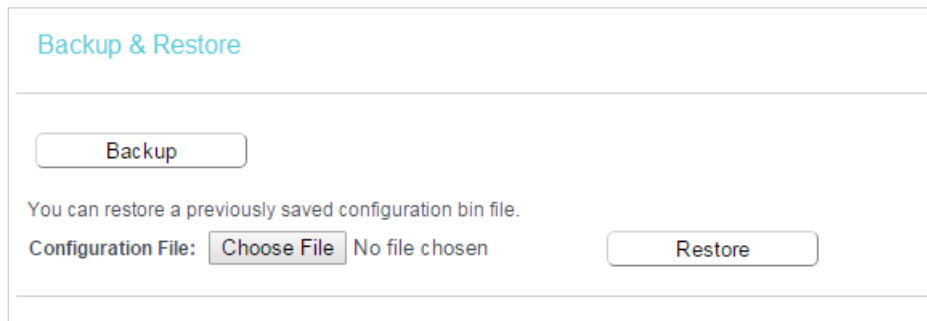 Backup & Restore
Backup
You can restore a previously saved configuration bin file.
Configuration File: Choose File No file chosen Restore